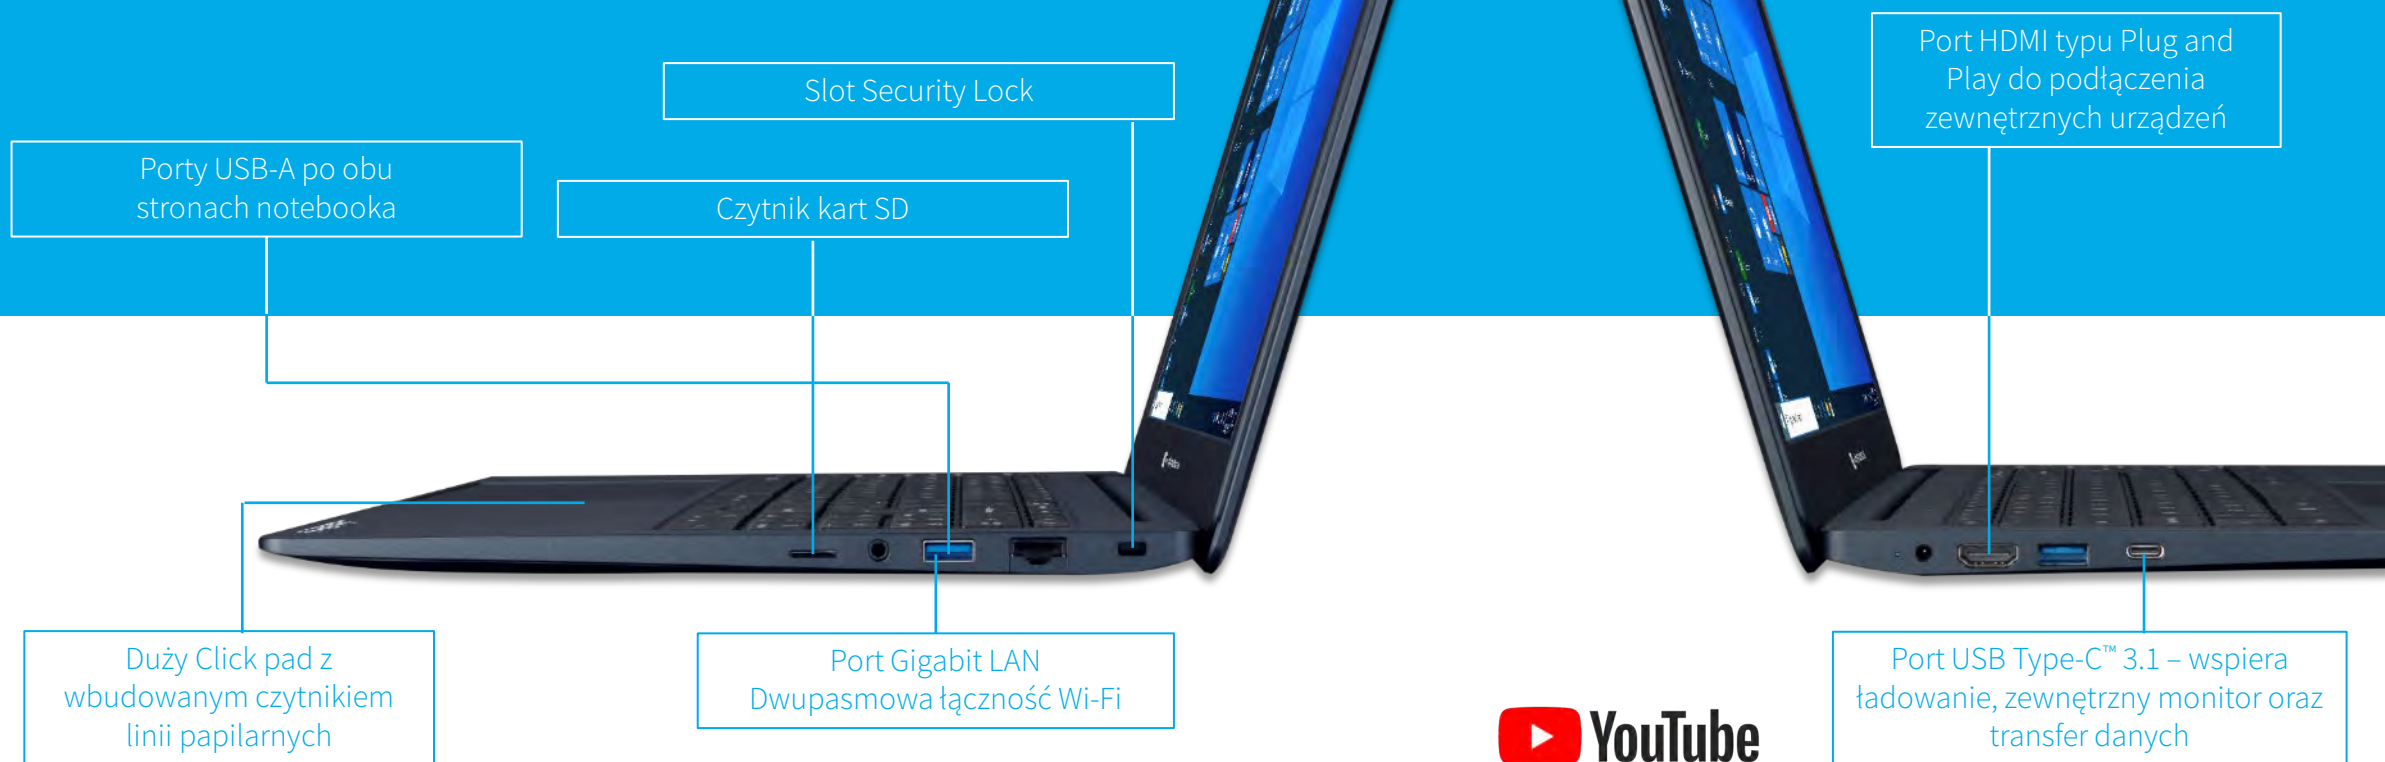 Port HDMI typu Plug and
Play do podłączenia
zewnętrznych urządzeń
Slot Security Lock
Porty USB-A po obu
stronach notebooka
Czytnik kart SD
Duży Click pad z
wbudowanym czytnikiem
linii papilarnych
Port Gigabit LAN
Dwupasmowa łączność Wi-Fi
Port USB Type-C™ 3.1 – wspiera
ładowanie, zewnętrzny monitor oraz
transfer danych
YouTube